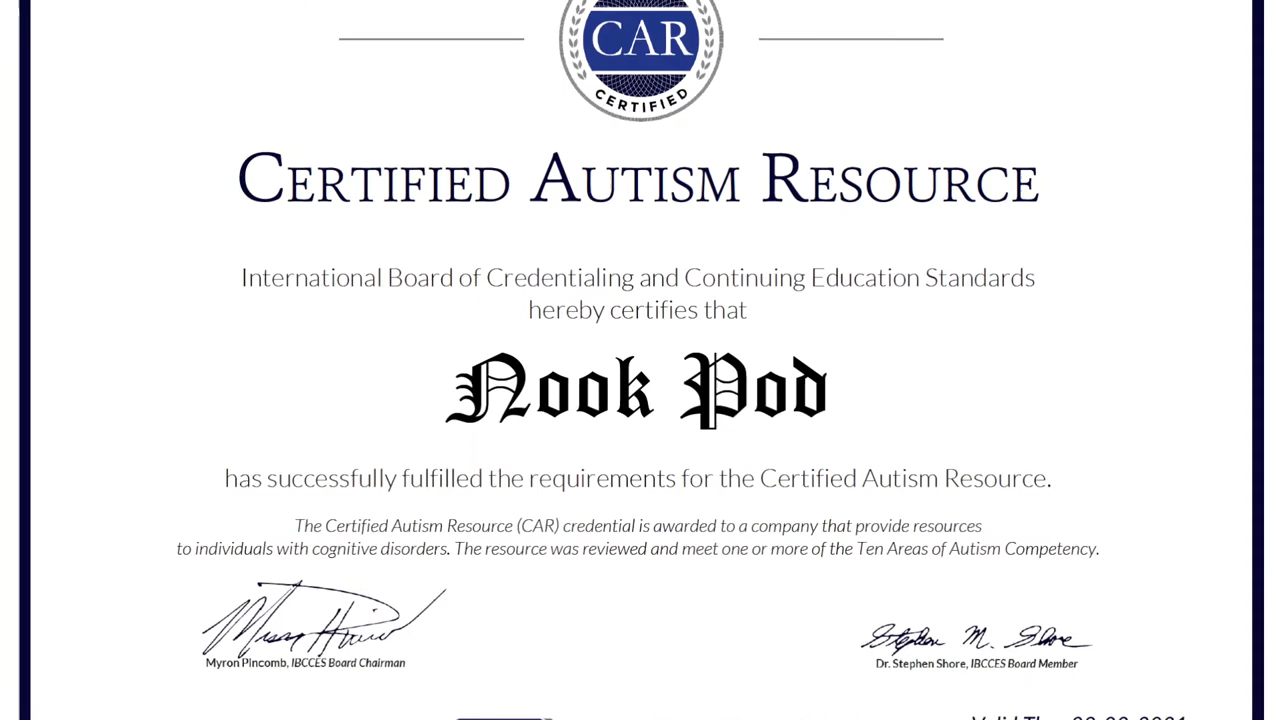 CAR
CERTIFIED
CERTIFIED AUTISM RESOURCE
International Board of Credentialing and Continuing Education Standards
hereby certifies that
Nook Pod
has successfully fulfilled the requirements for the Certified Autism Resource.
The Certified Autism Resource (CAR) credential is awarded to a company that provide resources
to individuals with cognitive disorders. The resource was reviewed and meet one or more of the Ten Areas of Autism Competency.
Stephen M. Shore
Myron Pincomb, IBCCES Board Chairman
Dr. Stephen Shore, IBCCES Board Member